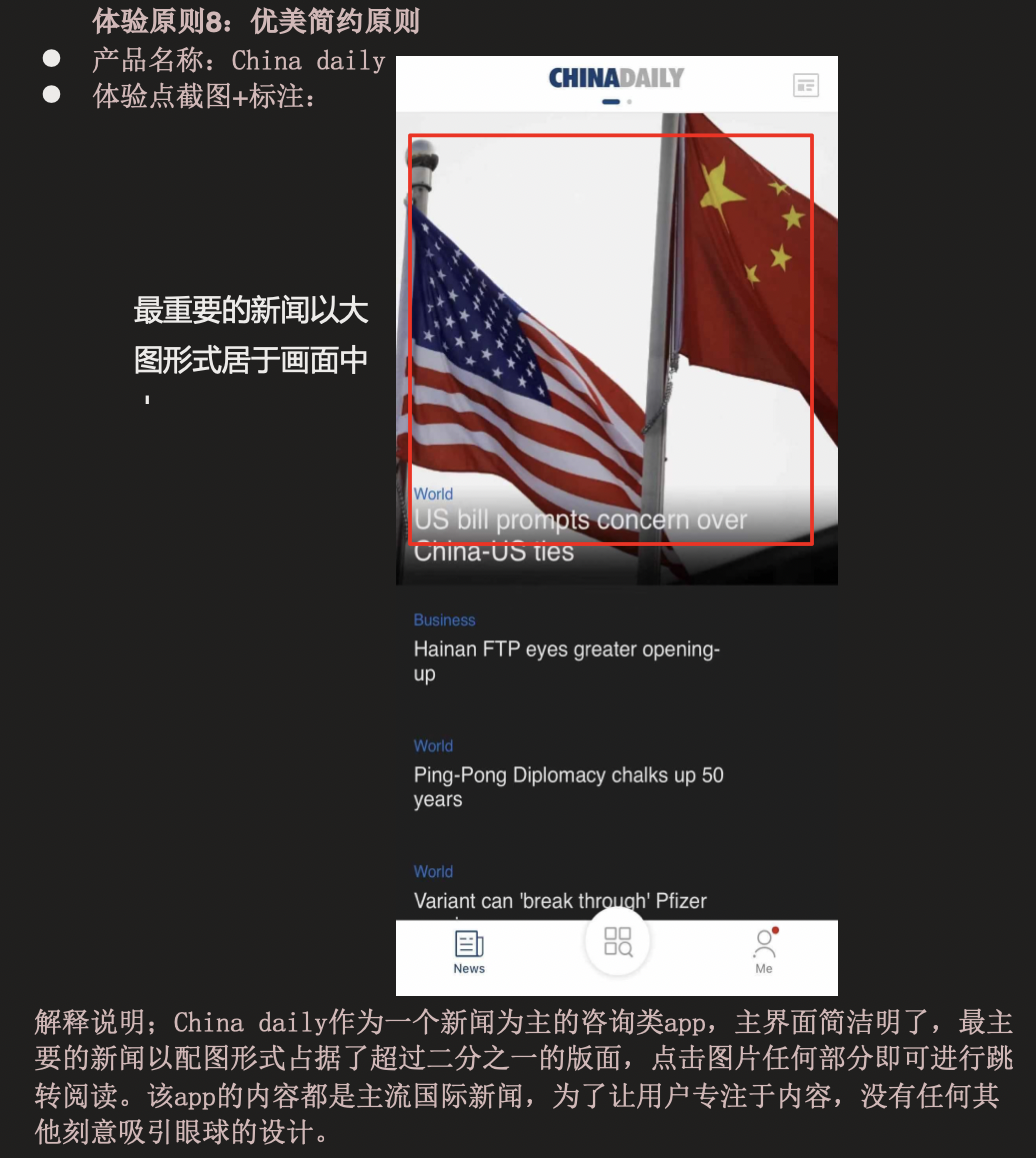 体验原则8：优美简约原则
● 产品名称：China daily
● 体验点截图+标注：
最重要的新闻以大
图形式居于画面中
CHINADAILY
World
US bill prompts concern over
China-US ties
Business
Hainan FTP eyes greater opening-
up
World
Ping-Pong Diplomacy chalks up 50
years
World
Variant can 'break through' Pfizer
News
Me
解释说明；China daily作为一个新闻为主的咨询类app，主界面简洁明了，最主
要的新闻以配图形式占据了超过二分之一的版面，点击图片任何部分即可进行跳
转阅读。该app的内容都是主流国际新闻，为了让用户专注于内容，没有任何其
他刻意吸引眼球的设计。